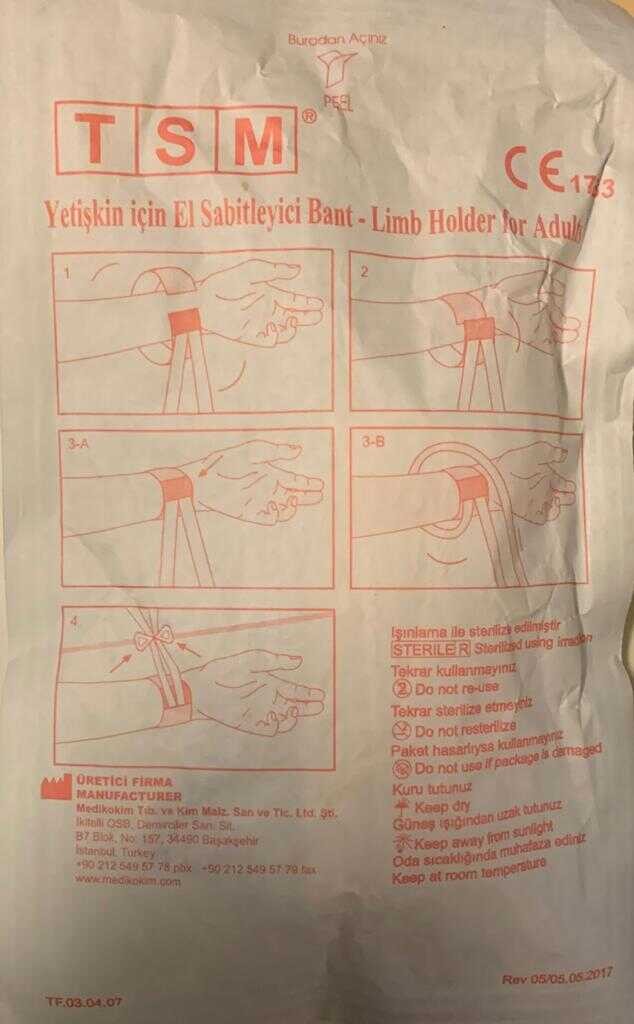 Buradan Açınız
PEEL
TSM®
CE 1783
Yetişkin için El Sabitleyici Bant - Limb Holder for Adult
1
2
3-A
3-B
4
Işınlama ile sterilize edilmiştir
STERILE R Sterilized using irradion
Tekrar kullanmayınız
2 Do not re-use
Tekrar sterilize etmeyiniz
Do not resterilize
Paket hasarlıysa kullanmayınız
Do not use if package is damaged
Kuru tutunuz
Keep dry
Güneş ışığından uzak tutunuz
Keep away from sunlight
Oda sıcaklığında muhafaza ediniz
Keep at room temperature
ÜRETİCİ FİRMA
MANUFACTURER
Medikokim Tıb. ve Kim Malz. San ve Tic. Ltd. Şti.
İkitelli OSB, Demirciler San. Sit.
B7 Blok, No: 157, 34490 Başakşehir
İstanbul, Turkey
+90 212 549 57 78 pbx +90 212 549 57 79 fax
www.medikokim.com
Rev 05/05.05.2017
TF.03.04.07